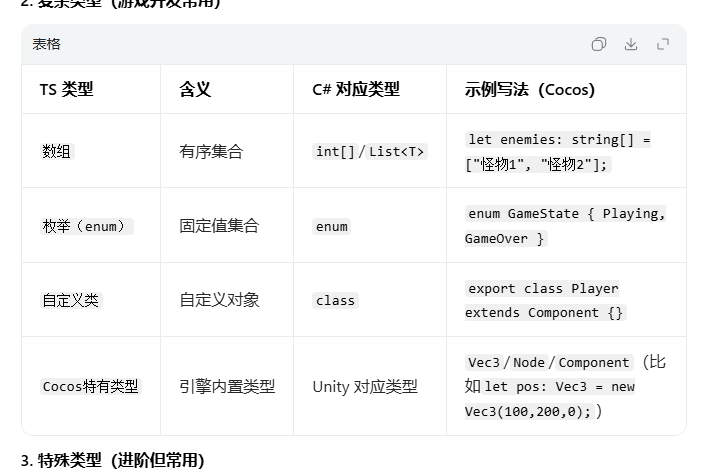 2. 复杂类型（游戏开发常用）
表格
TS 类型 含义 C# 对应类型 示例写法（Cocos）
数组 有序集合 int[]/List<T> let enemies: string[] =
["怪物1", "怪物2"];
枚举（enum） 固定值集合 enum enum GameState { Playing,
GameOver }
自定义类 自定义对象 class export class Player
extends Component {}
Cocos特有类型 引擎内置类型 Unity 对应类型 Vec3/Node/Component（比
如 let pos: Vec3 = new
Vec3(100,200,0);）
3. 特殊类型（进阶但常用）